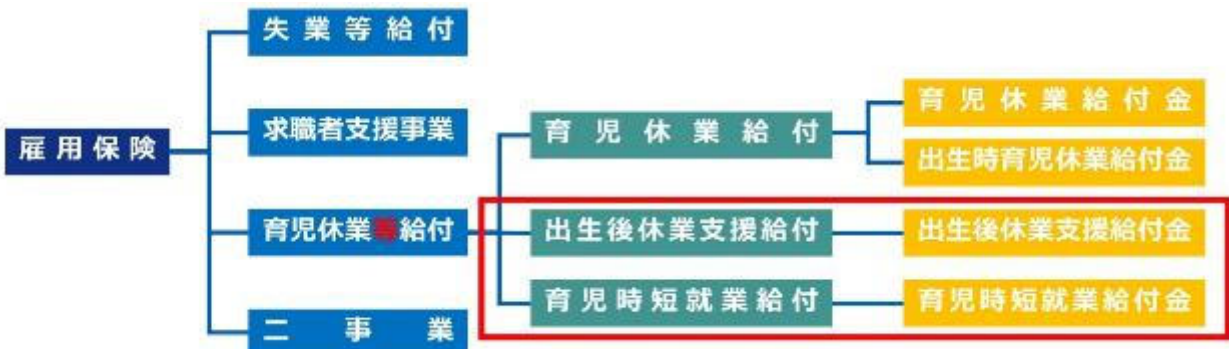 雇用保険
失業等給付
求職者支援事業
育児休業等給付
二事業
育児休業給付
出生後休業支援給付
育児時短就業給付
育児休業給付金
出生時育児休業給付金
出生後休業支援給付金
育児時短就業給付金